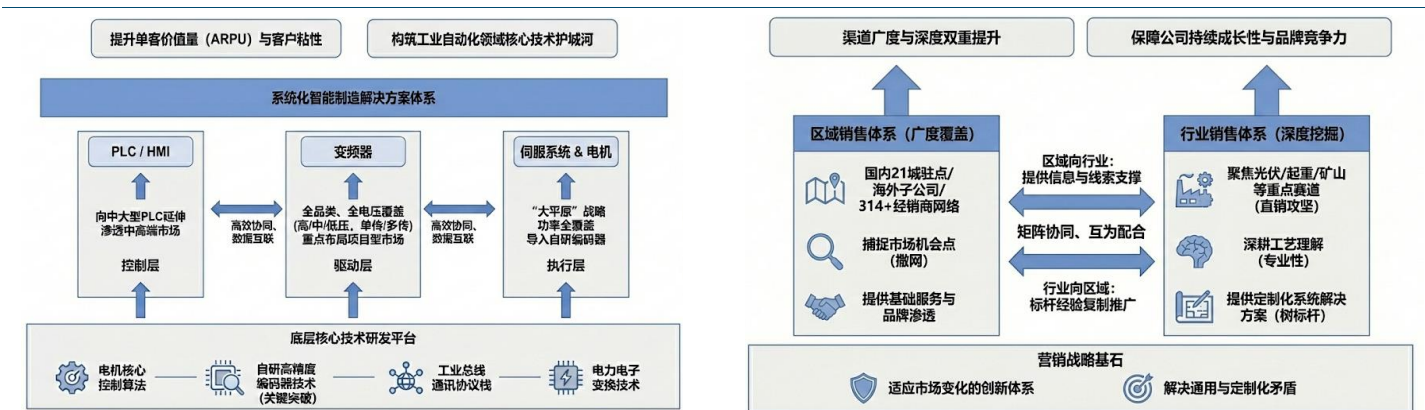 提升单客价值量（ARPU）与客户粘性
构筑工业自动化领域核心技术护城河
系统化智能制造解决方案体系
PLC / HMI
向中大型PLC延伸
渗透中高端市场
控制层
高效协同、
数据互联
变频器
全品类、全电压覆盖
(高/中/低压，单传/多传)
重点布局项目型市场
驱动层
高效协同、
数据互联
伺服系统 & 电机
“大平原”战略
功率全覆盖
导入自研编码器
执行层
底层核心技术研发平台
电机核心
控制算法
自研高精度
编码器技术
(关键突破)
工业总线
通讯协议栈
电力电子
变换技术
渠道广度与深度双重提升
保障公司持续成长性与品牌竞争力
区域销售体系（广度覆盖）
国内21城驻点/
海外子公司/
314+经销商网络
捕捉市场机会点
（撒网）
提供基础服务与
品牌渗透
区域向行业：
提供信息与线索支撑
矩阵协同、互为配合
行业向区域：
标杆经验复制推广
行业销售体系（深度挖掘）
聚焦光伏/起重/矿山
等重点赛道
（直销攻坚）
深耕工艺理解
（专业性）
提供定制化系统解决
方案（树标杆）
营销战略基石
适应市场变化的创新体系
解决通用与定制化矛盾